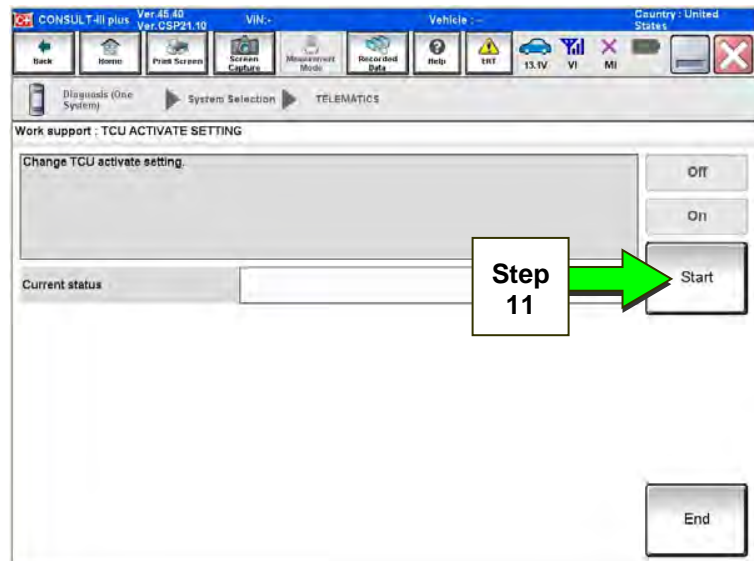 CONSULT-III plus Ver.45.40 Ver.CSP21.10 VIN:- Vehicle : - Country : United States
Back Home Print Screen Screen Capture Measurement Mode Recorded Data Help ERT 13.1V VI MI
Diagnosis (One System) System Selection TELEMATICS
Work support : TCU ACTIVATE SETTING
Change TCU activate setting.
Off
On
Current status
Step
11
Start
End